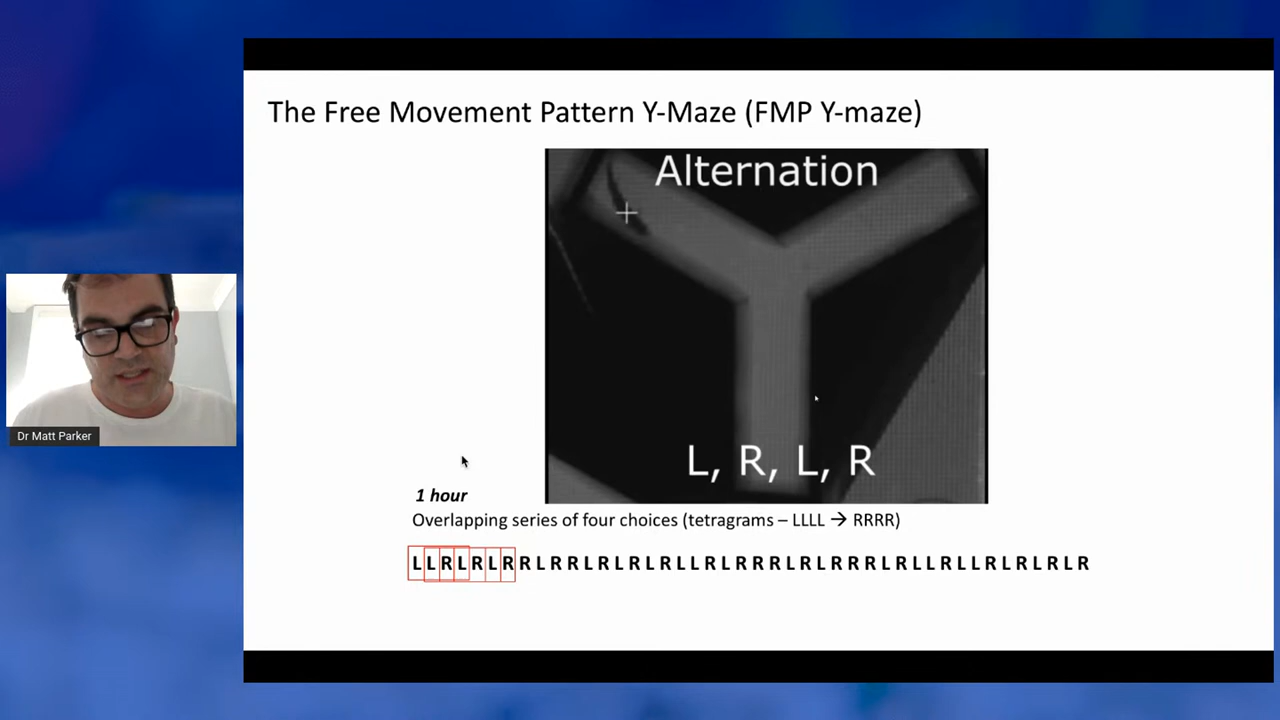 The Free Movement Pattern Y-Maze (FMP Y-maze)
Alternation
L, R, L, R
Dr Matt Parker
1 hour
Overlapping series of four choices (tetragrams – LLLL → RRRR)
L L R L R L R R L R R L R L R L R L L R L R R R L R L R R R L R L L R L L R L R L R L R